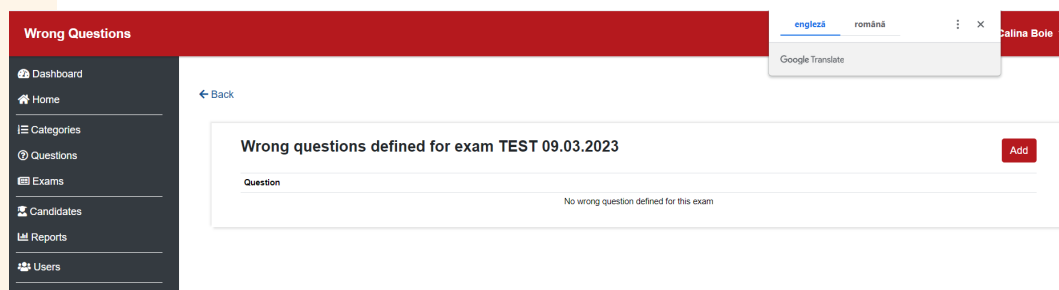 Wrong Questions
engleză română
Calina Boie
Google Translate
Dashboard
Home
Categories
Questions
Exams
Candidates
Reports
Users
Back
Wrong questions defined for exam TEST 09.03.2023
Add
Question
No wrong question defined for this exam